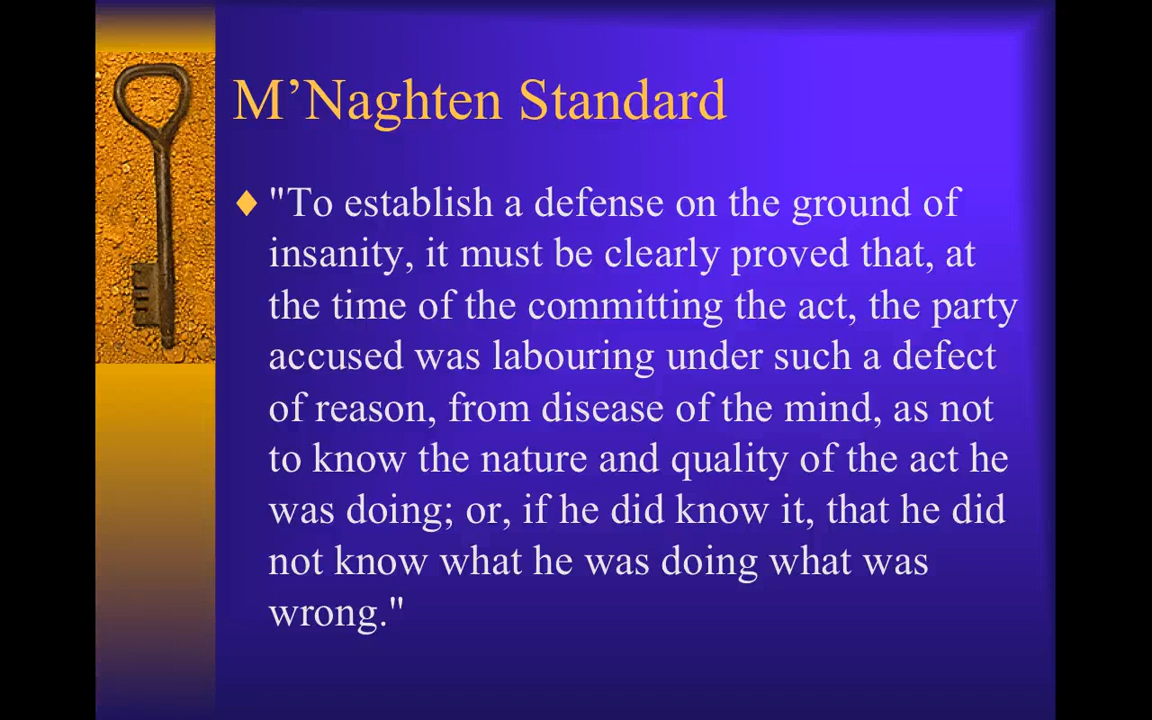 M’Naghten Standard
"To establish a defense on the ground of
insanity, it must be clearly proved that, at
the time of the committing the act, the party
accused was labouring under such a defect
of reason, from disease of the mind, as not
to know the nature and quality of the act he
was doing; or, if he did know it, that he did
not know what he was doing what was
wrong."